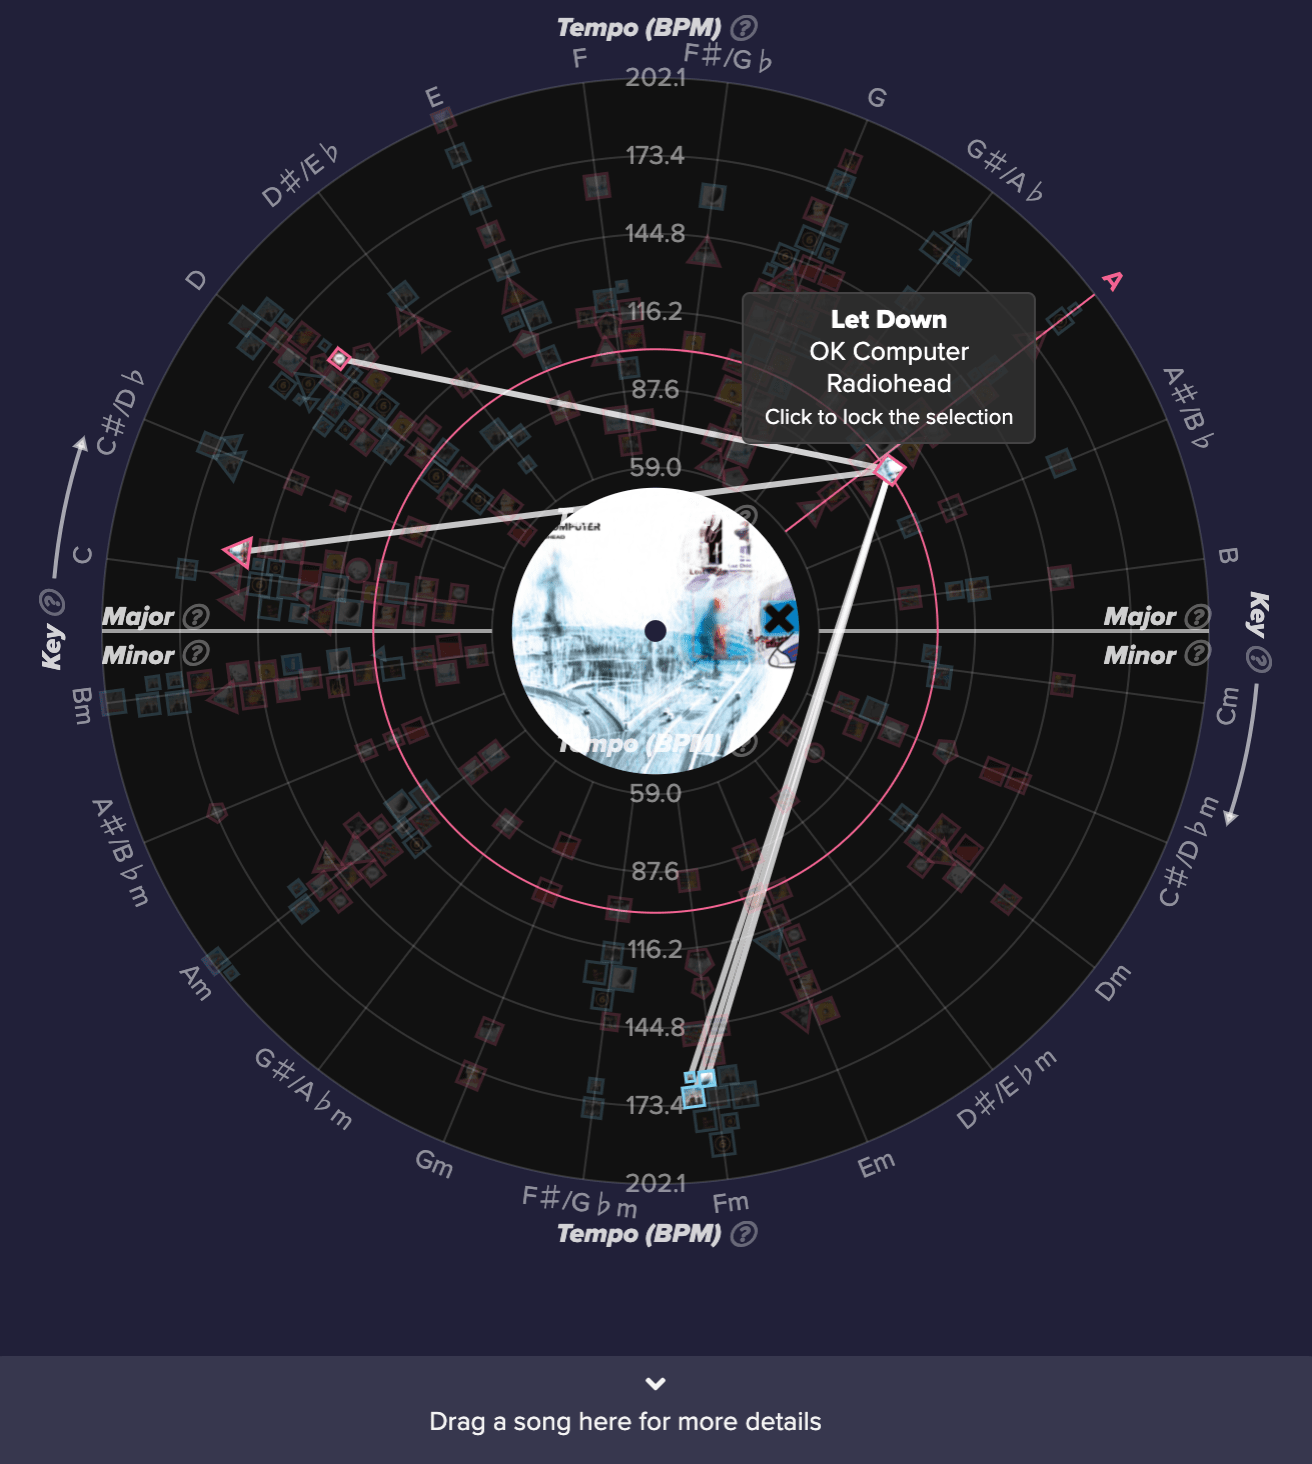 Tempo (BPM) ?
F
F#/G♭
202.1
E
G
173.4
D#/E♭
G#/A♭
144.8
D
A
116.2
Let Down
OK Computer
Radiohead
Click to lock the selection
87.6
C#/D♭
A#/B♭
59.0
C
B
Key ?
Major ?
Major ?
Key ?
Minor ?
Minor ?
Bm
Cm
Tempo (BPM) ?
59.0
A#/B♭m
C#/D♭m
87.6
116.2
Am
Dm
144.8
G#/A♭m
D#/E♭m
173.4
Gm
Em
202.1
F#/G♭m
Fm
Tempo (BPM) ?
Drag a song here for more details